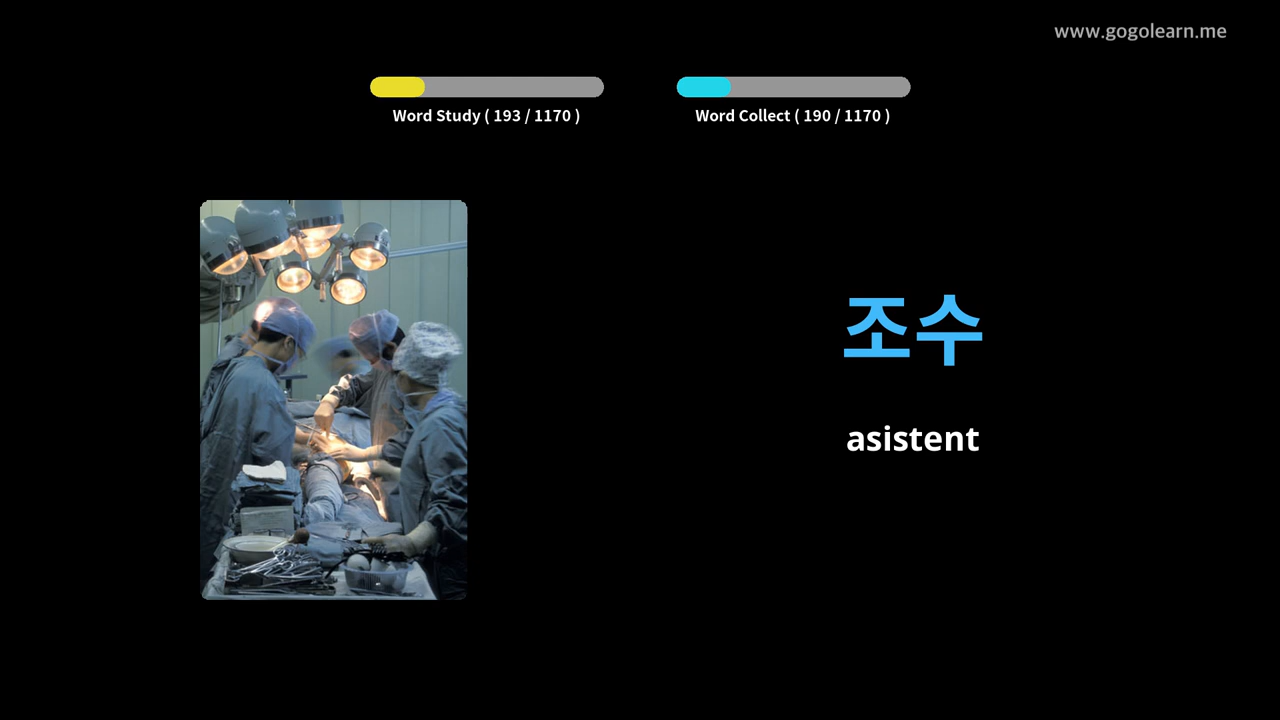 www.gogolearn.me
Word Study ( 193 / 1170 )
Word Collect ( 190 / 1170 )
조수
asistent